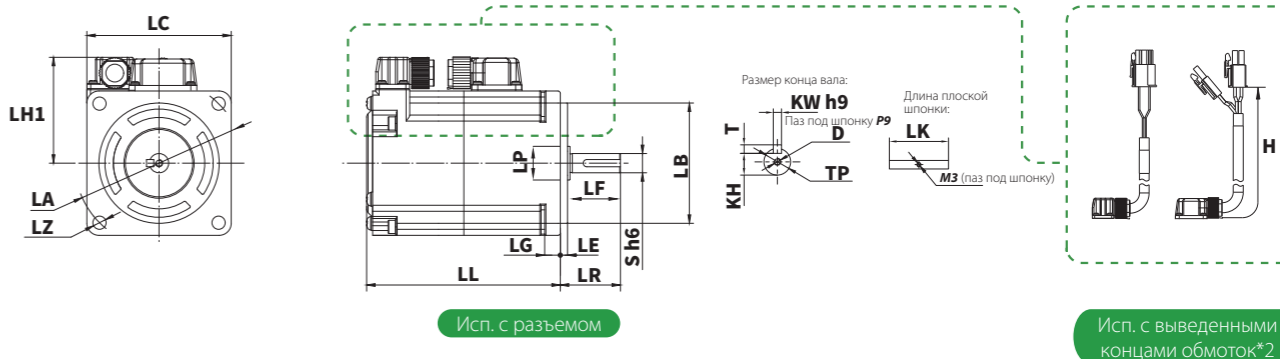 LC
LH1
LA
LZ
LP
LF
LB
LG
LE
S h6
LL
LR
Исп. с разъемом
Размер конца вала:
KW h9
Паз под шпонку P9
T
D
KH
TP
Длина плоской
шпонки:
LK
M3 (паз под шпонку)
H
Исп. с выведенными
концами обмоток*2